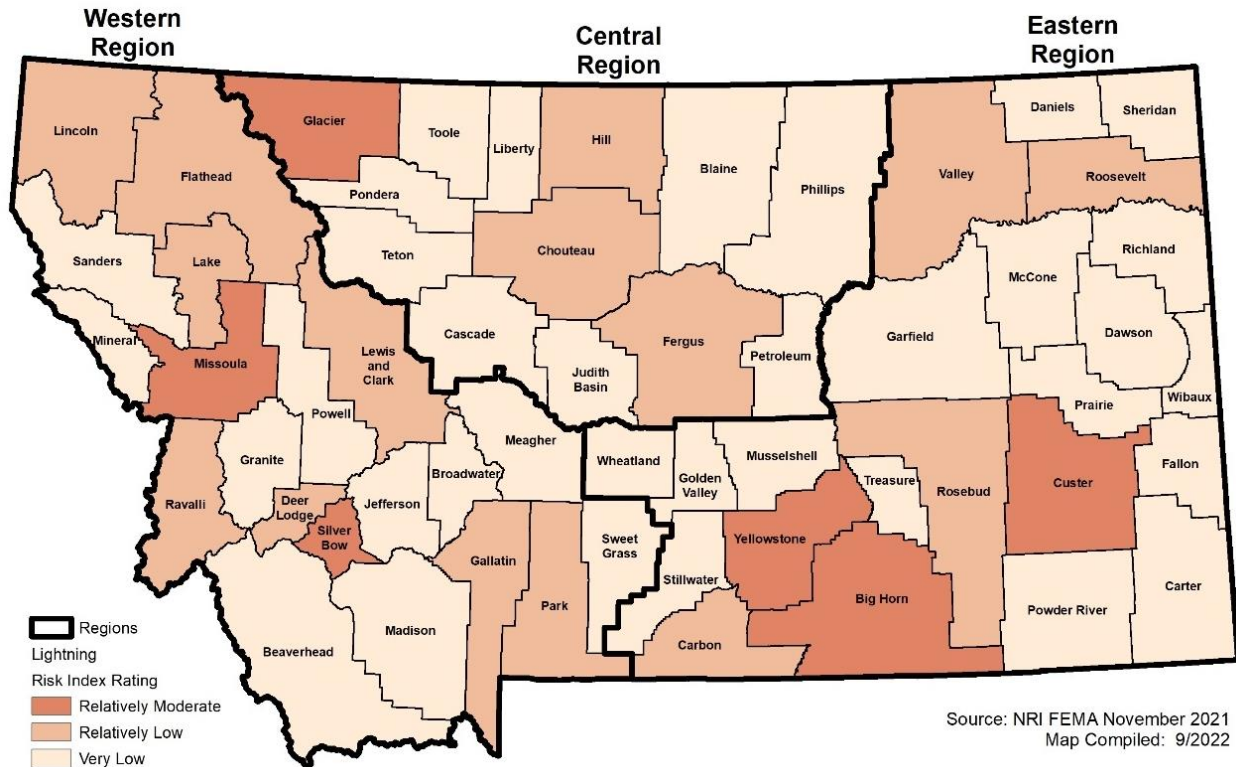 Western
Region
Central
Region
Eastern
Region
Lincoln
Flathead
Glacier
Toole
Liberty
Hill
Blaine
Phillips
Daniels
Sheridan
Valley
Roosevelt
Pondera
Teton
Chouteau
Sanders
Lake
Richland
McCone
Mineral
Missoula
Lewis
and
Clark
Cascade
Judith
Basin
Fergus
Petroleum
Garfield
Dawson
Wibaux
Prairie
Powell
Granite
Meagher
Broadwater
Jefferson
Wheatland
Golden
Valley
Musselshell
Treasure
Rosebud
Custer
Fallon
Ravalli
Deer
Lodge
Silver
Bow
Gallatin
Park
Sweet
Grass
Stillwater
Yellowstone
Big Horn
Powder River
Carter
Beaverhead
Madison
Carbon
Regions
Lightning
Risk Index Rating
Relatively Moderate
Relatively Low
Very Low
Source: NRI FEMA November 2021
Map Compiled: 9/2022